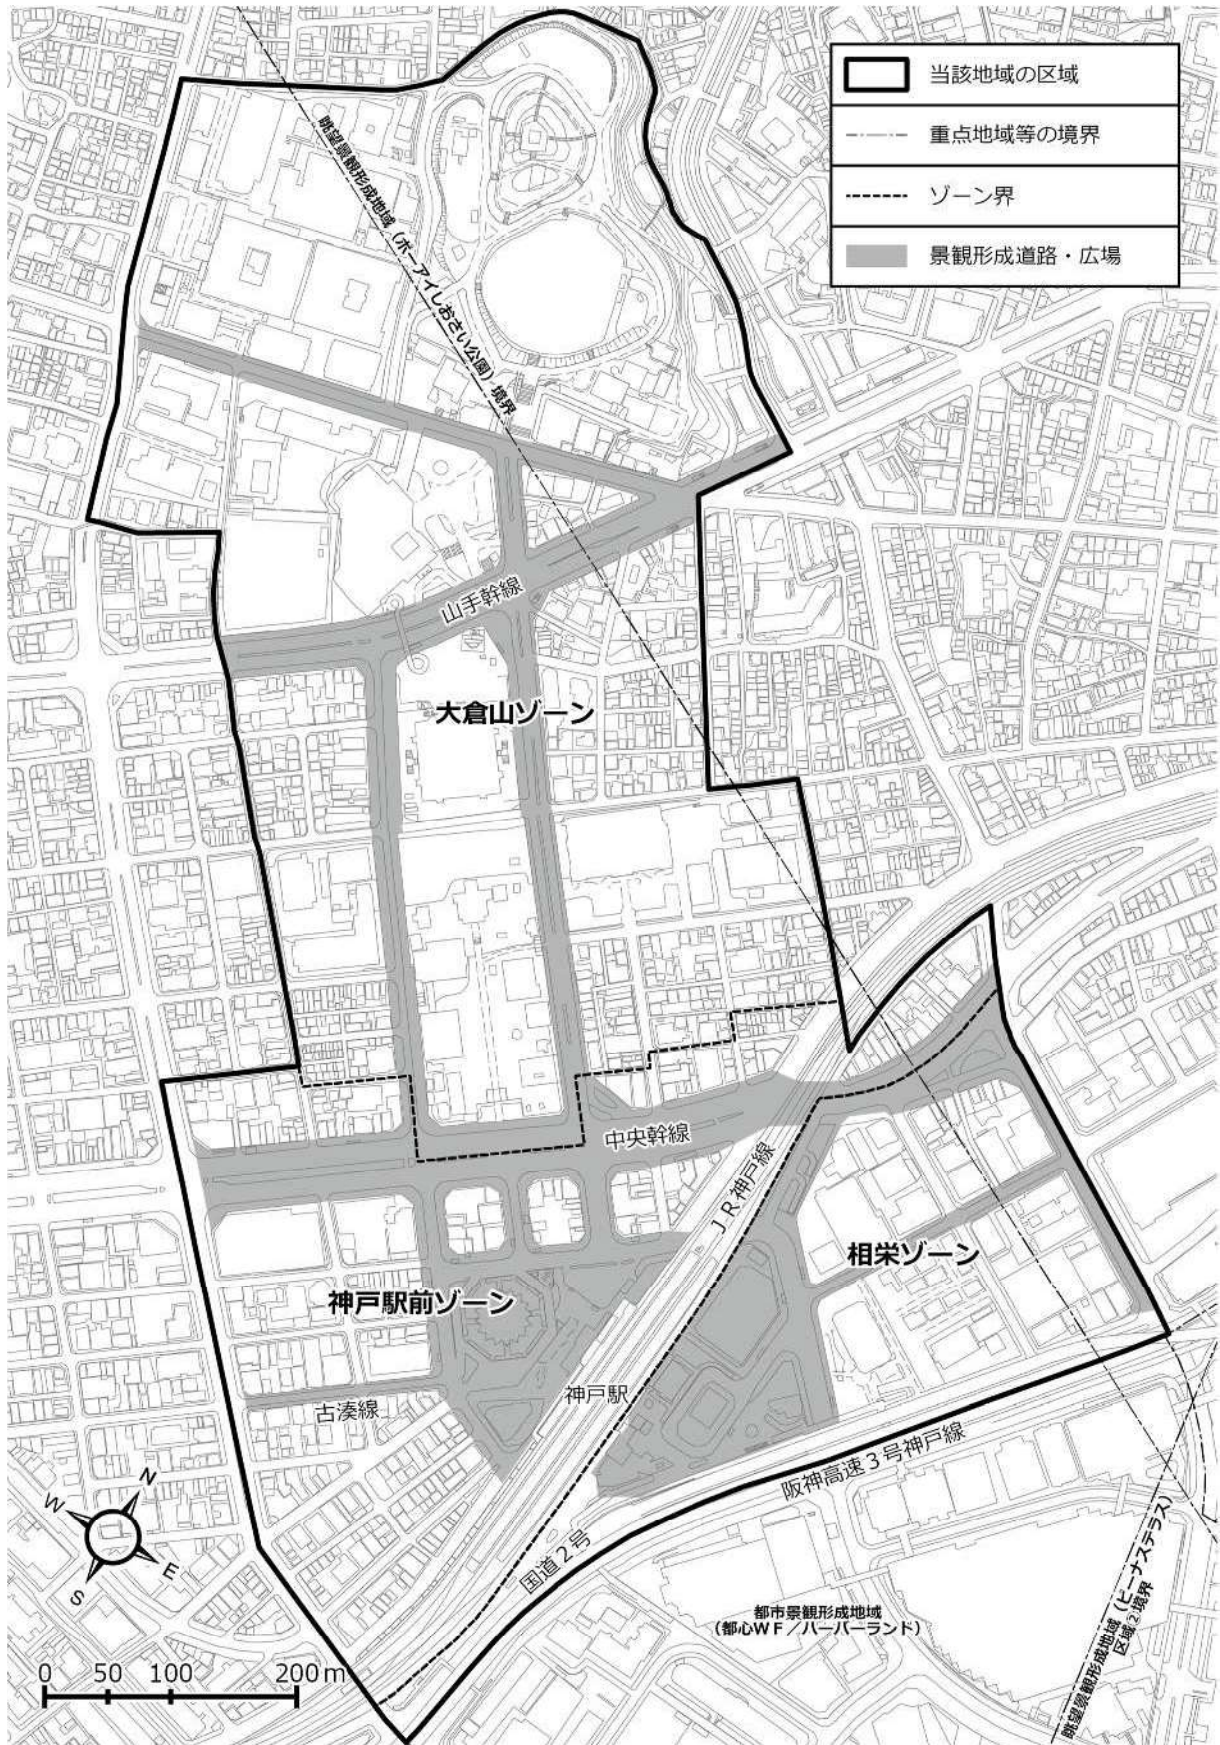 当該地域の区域
重点地域等の境界
ゾーン界
景観形成道路・広場
眺望景観形成地域（ポーアイしおさい公園）境界
山手幹線
大倉山ゾーン
中央幹線
ＪＲ神戸線
相栄ゾーン
神戸駅前ゾーン
神戸駅
古湊線
阪神高速３号神戸線
国道２号
都市景観形成地域
（都心ＷＦ／ハーバーランド）
眺望景観形成地域（ビーナステラス）
区域②境界
N
W
E
S
0 50 100 200m